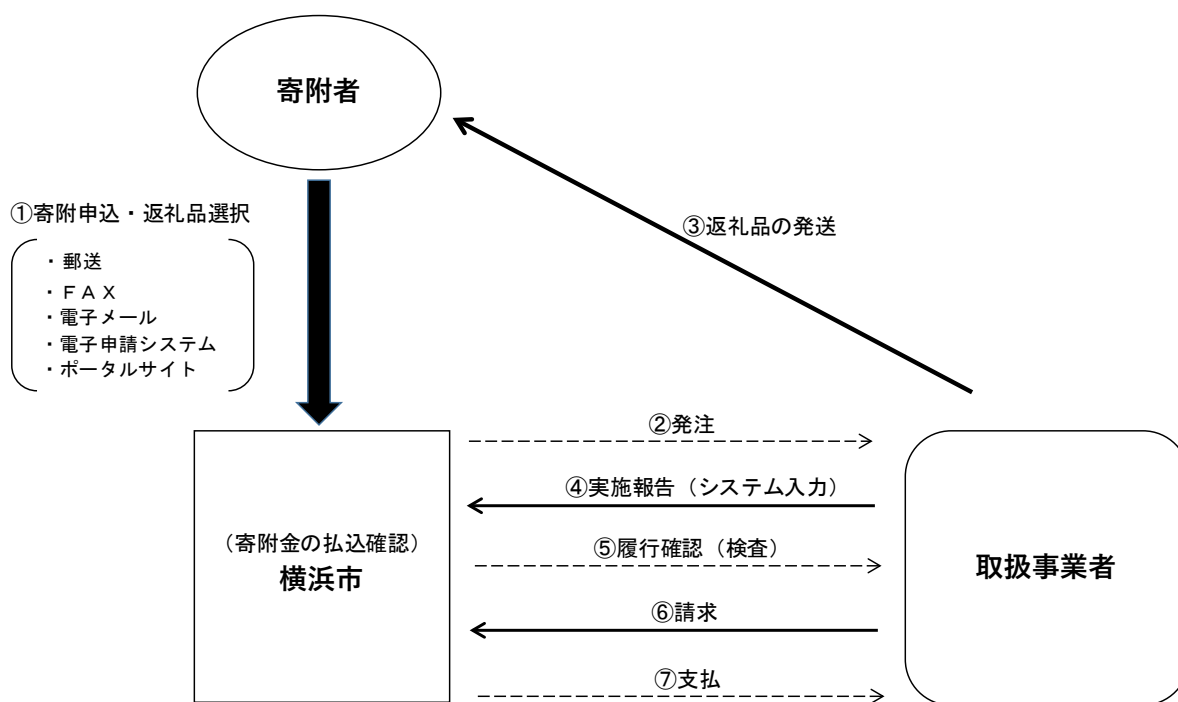 寄附者
①寄附申込・返礼品選択
・郵送
・ＦＡＸ
・電子メール
・電子申請システム
・ポータルサイト
③返礼品の発送
②発注
④実施報告（システム入力）
（寄附金の払込確認）
横浜市
⑤履行確認（検査）
取扱事業者
⑥請求
⑦支払